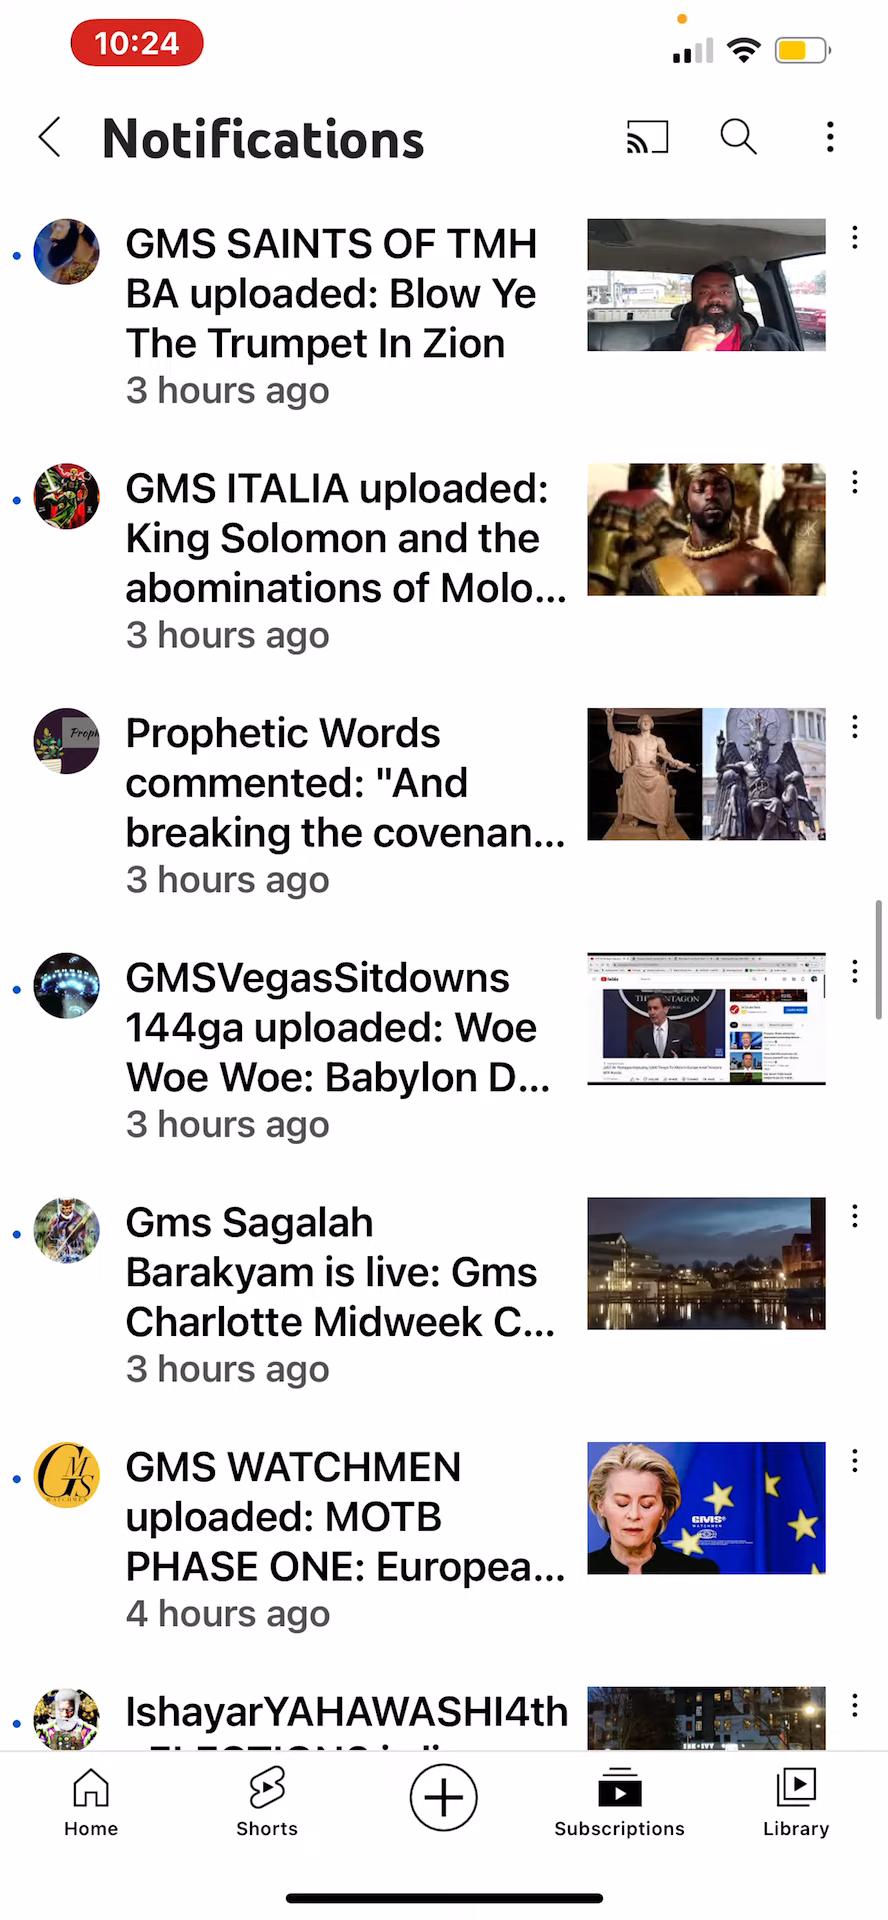 10:24
Notifications
GMS SAINTS OF TMH
BA uploaded: Blow Ye
The Trumpet In Zion
3 hours ago
GMS ITALIA uploaded:
King Solomon and the
abominations of Molo...
3 hours ago
Prophetic Words
commented: "And
breaking the covenan...
3 hours ago
GMSVegasSitdowns
144ga uploaded: Woe
Woe Woe: Babylon D...
3 hours ago
Gms Sagalah
Barakyam is live: Gms
Charlotte Midweek C...
3 hours ago
GMS WATCHMEN
uploaded: MOTB
PHASE ONE: Europea...
4 hours ago
GMS
WATCHMEN
IshayarYAHAWASHI4th
Home
Shorts
Subscriptions
Library